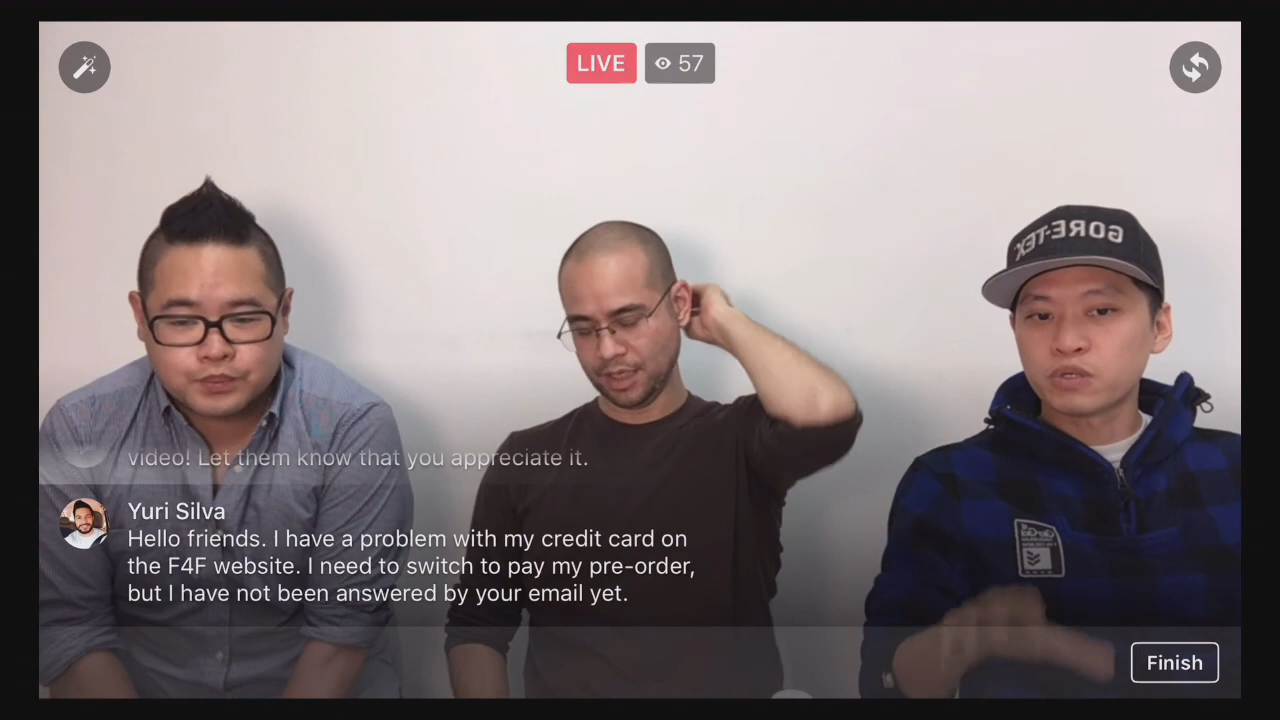 LIVE
57
GORE-TEX
video! Let them know that you appreciate it.
Yuri Silva
Hello friends. I have a problem with my credit card on
the F4F website. I need to switch to pay my pre-order,
but I have not been answered by your email yet.
Finish